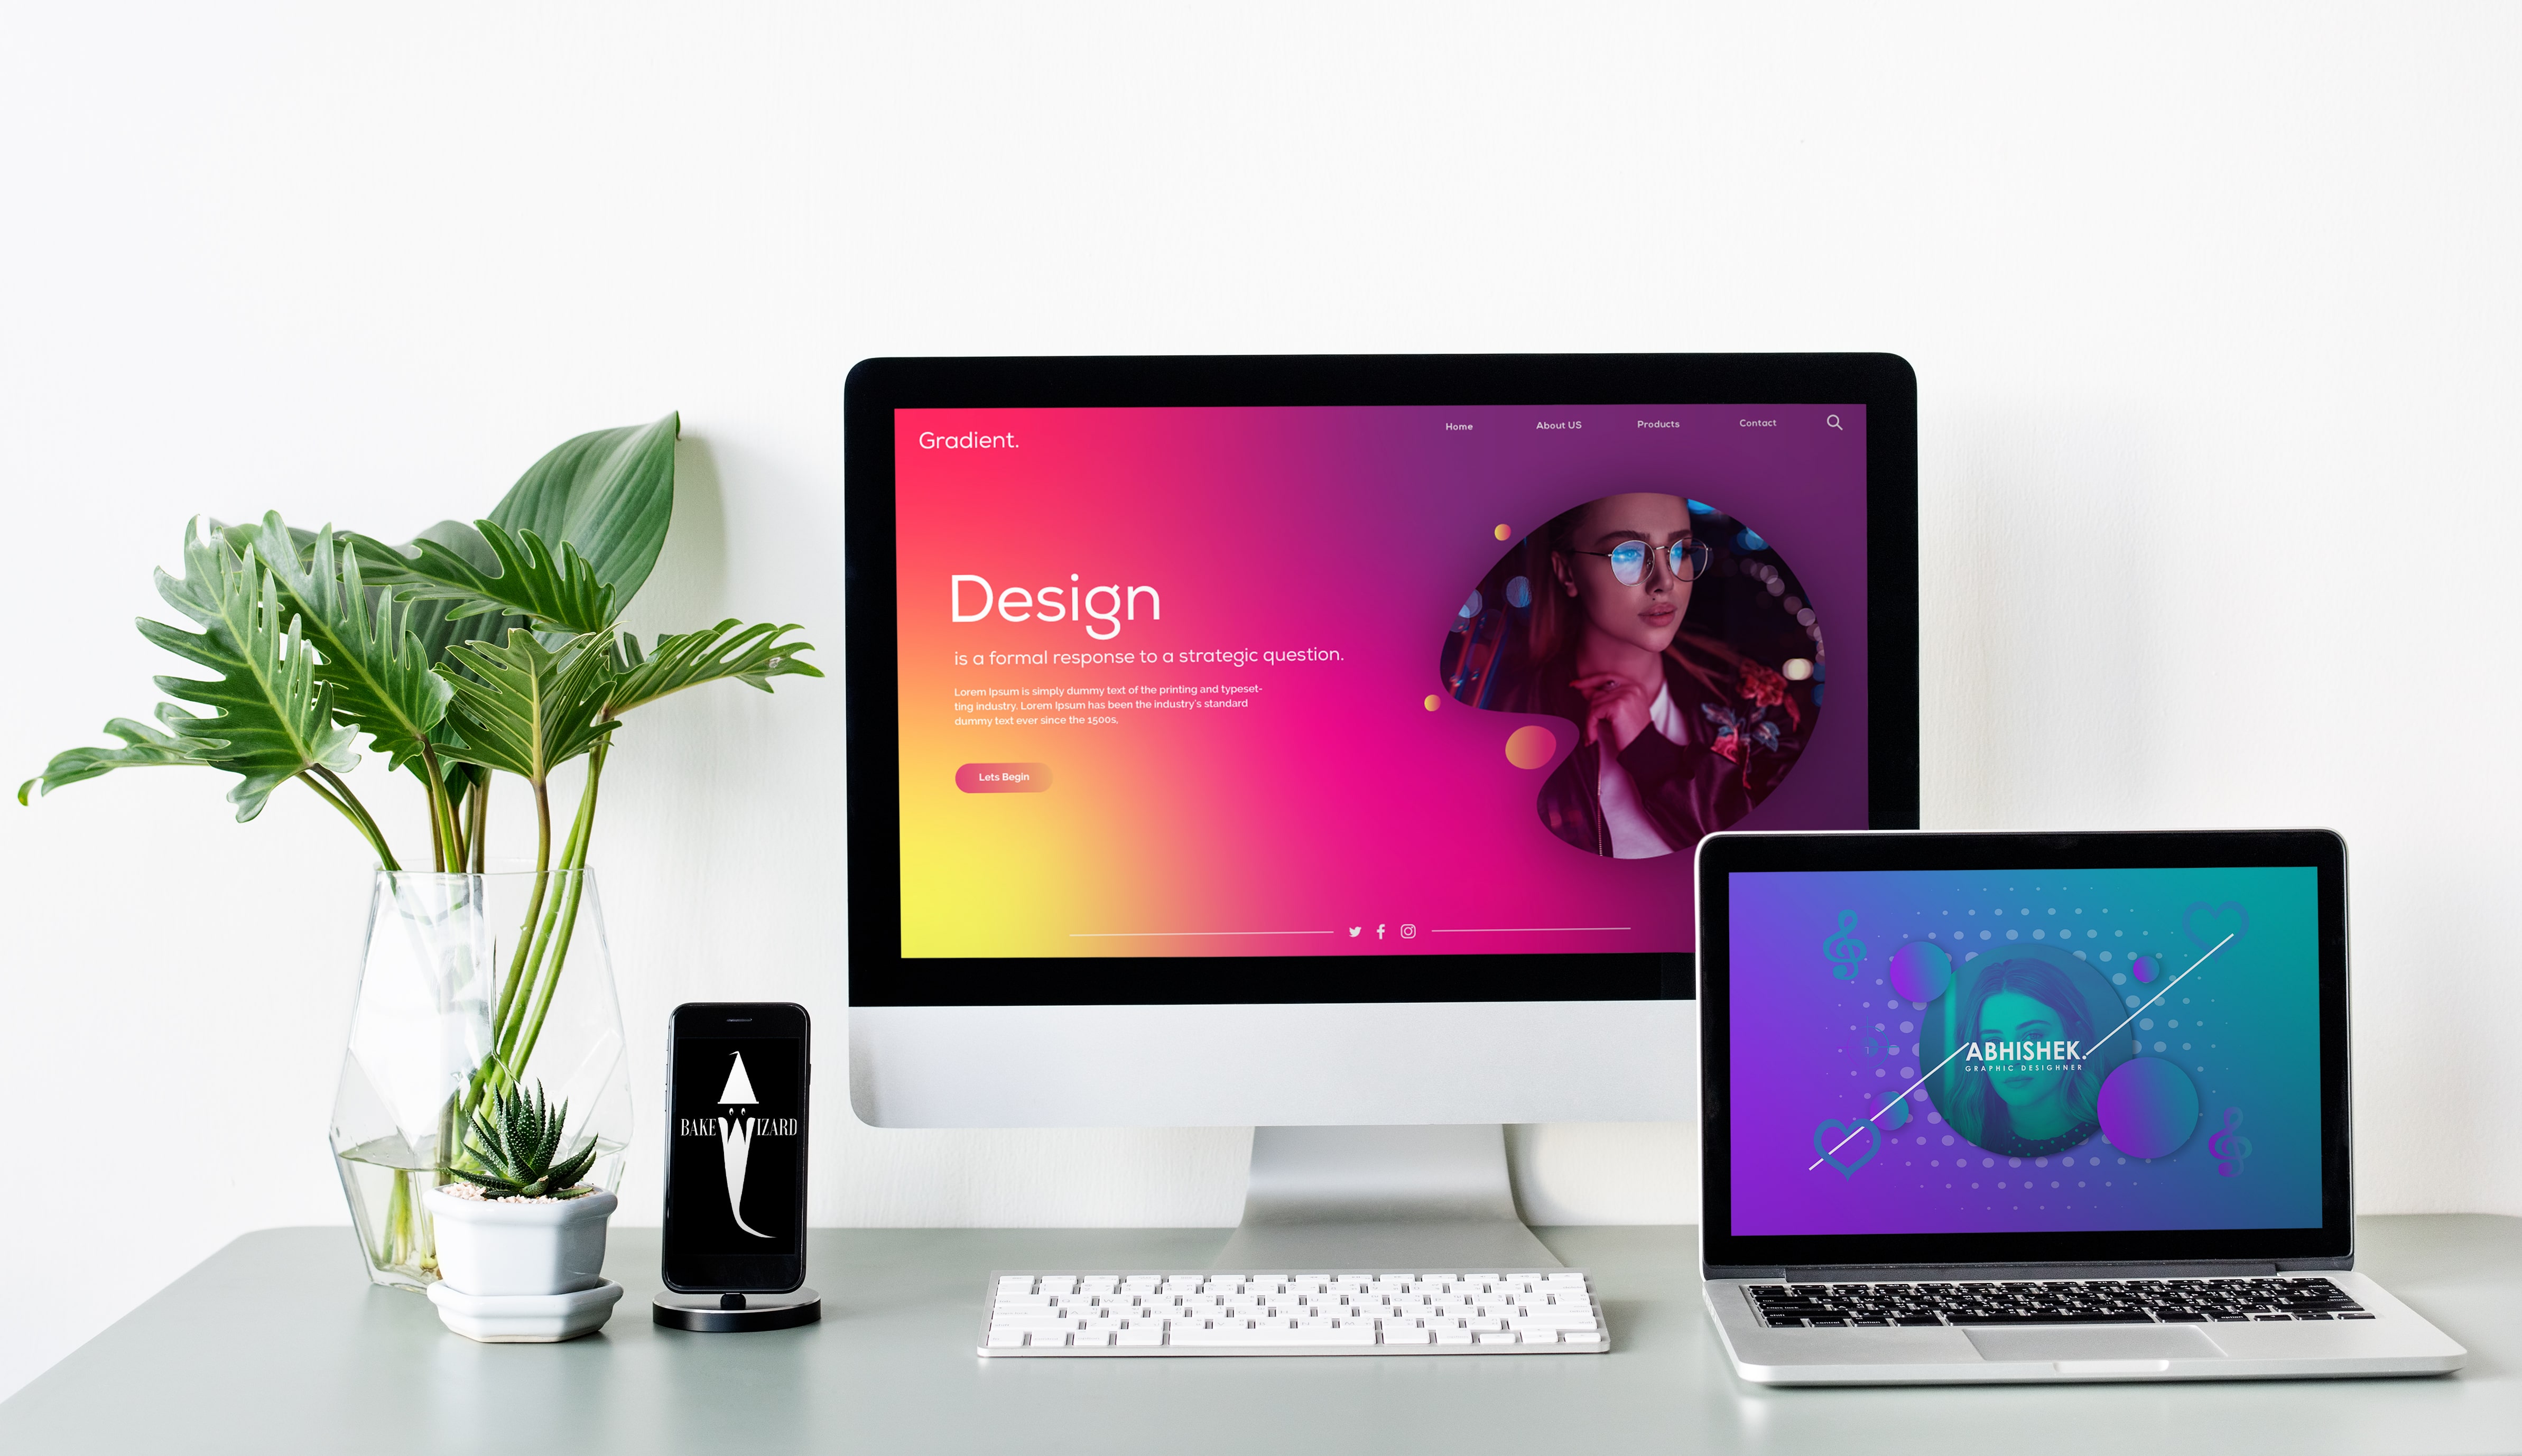 Gradient.
Home
About US
Products
Contact
Design
is a formal response to a strategic question.
Lorem Ipsum is simply dummy text of the printing and typeset-
ting industry. Lorem Ipsum has been the industry's standard
dummy text ever since the 1500s,
Lets Begin
BAKE WIZARD
ABHISHEK.
GRAPHIC DESIGHNER